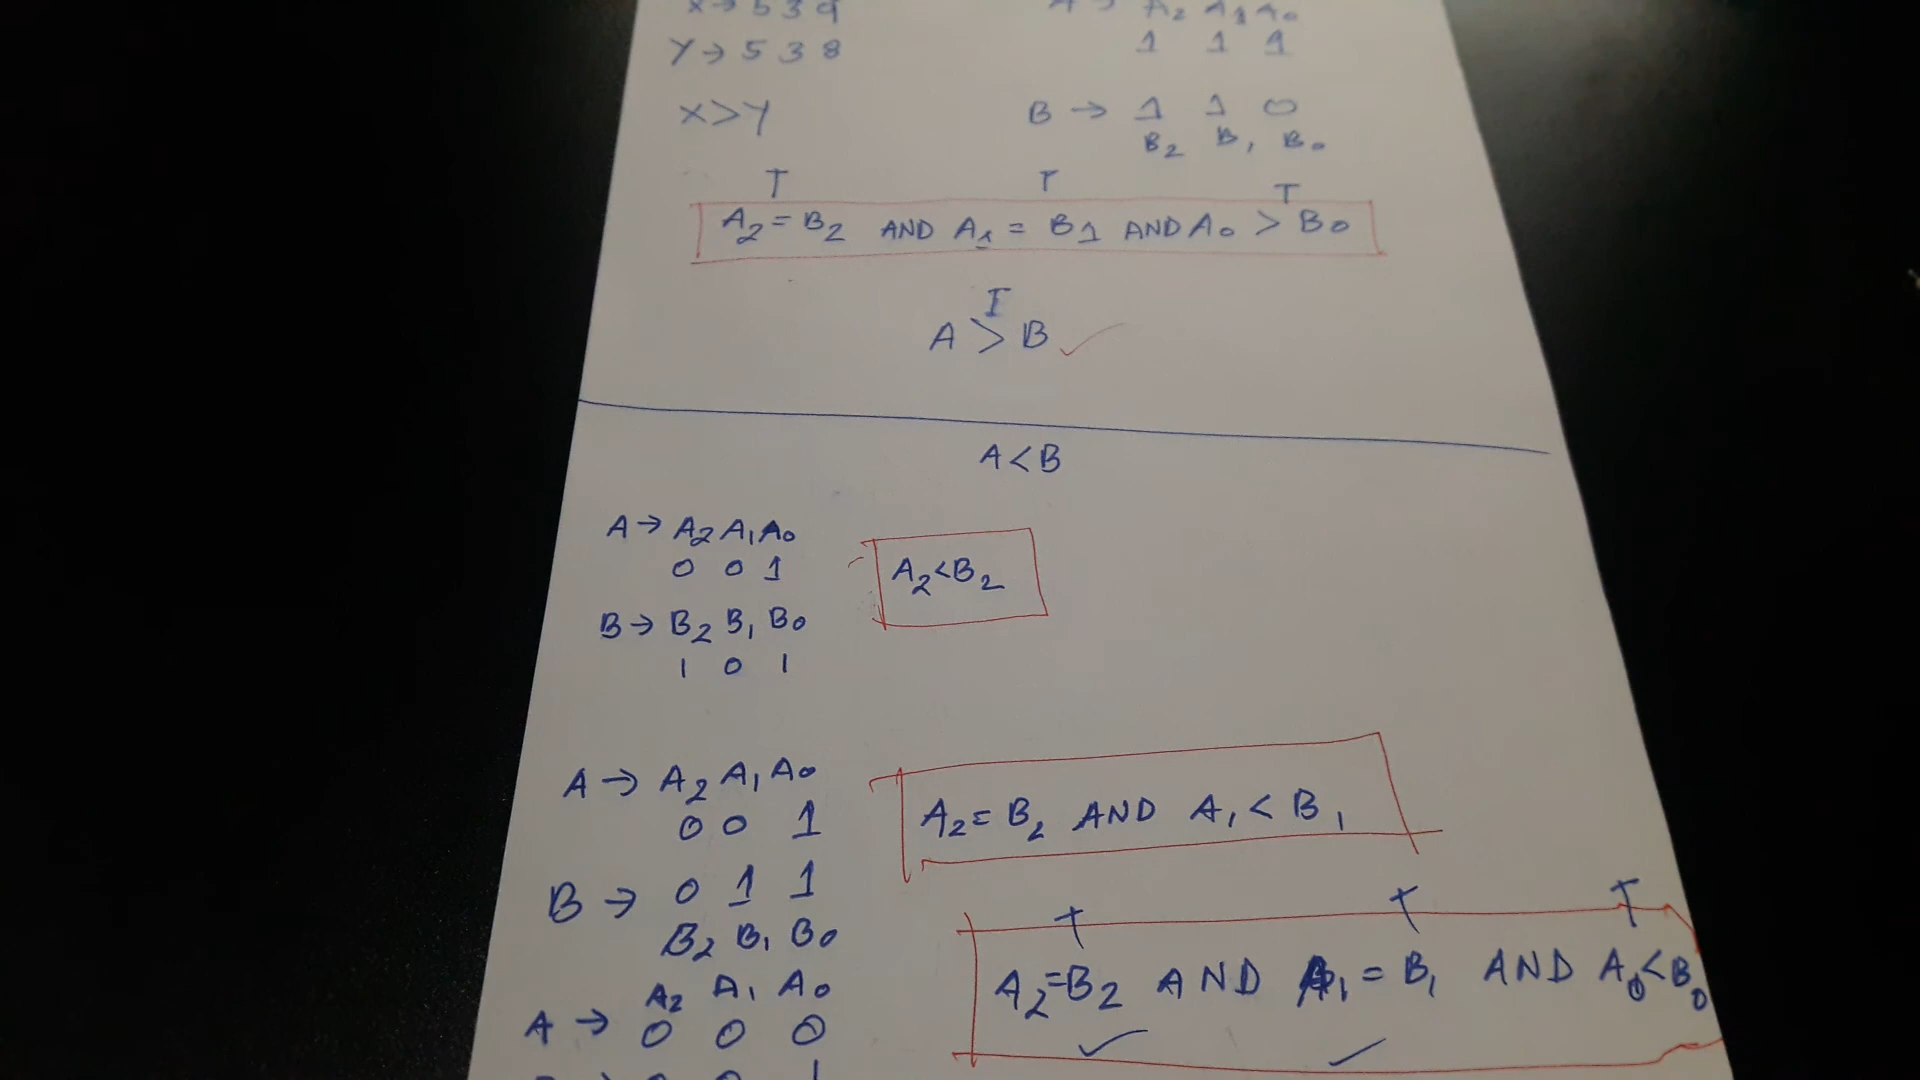 X → 5 3 9
Y → 5 3 8
X > Y
A → A2 A1 A0
1 1 1
B → 1 1 0
B2 B1 B0
T T T
A2 = B2 AND A1 = B1 AND A0 > B0
T
A > B ✓
A < B
A → A2 A1 A0
0 0 1
B → B2 B1 B0
1 0 1
A2 < B2
A → A2 A1 A0
0 0 1
B → 0 1 1
B2 B1 B0
A2 = B2 AND A1 < B1
A2 A1 A0
A → 0 0 0
T T T
A2 = B2 AND A1 = B1 AND A0 < B0
✓ ✓